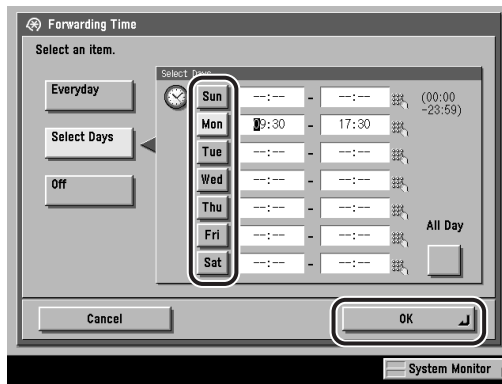 Forwarding Time
Select an item.
Select Days
Everyday
Select Days
Off
Sun --:-- - --:-- (00:00 -23:59)
Mon 09:30 - 17:30
Tue --:-- - --:--
Wed --:-- - --:--
Thu --:-- - --:--
Fri --:-- - --:--
Sat --:-- - --:--
All Day
Cancel
OK
System Monitor